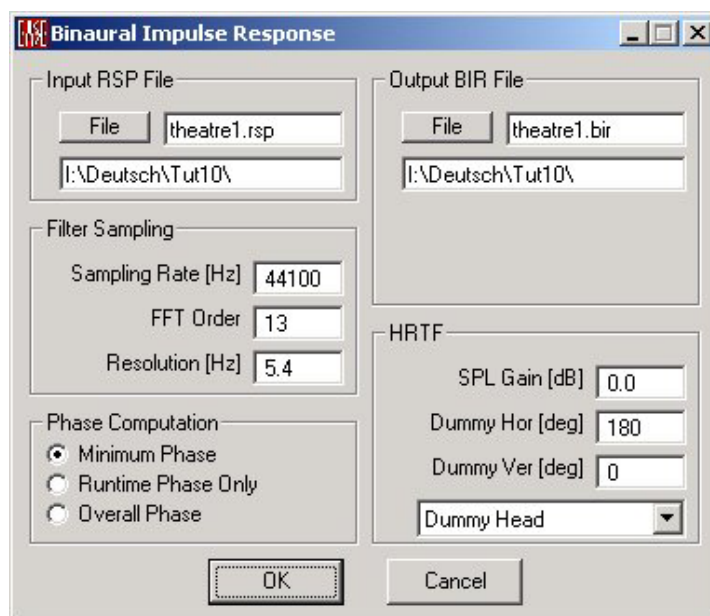 Binaural Impulse Response
Input RSP File
File theatre1.rsp
I:\Deutsch\Tut10\
Output BIR File
File theatre1.bir
I:\Deutsch\Tut10\
Filter Sampling
Sampling Rate [Hz] 44100
FFT Order 13
Resolution [Hz] 5.4
HRTF
SPL Gain [dB] 0.0
Dummy Hor [deg] 180
Dummy Ver [deg] 0
Dummy Head
Phase Computation
Minimum Phase
Runtime Phase Only
Overall Phase
OK
Cancel